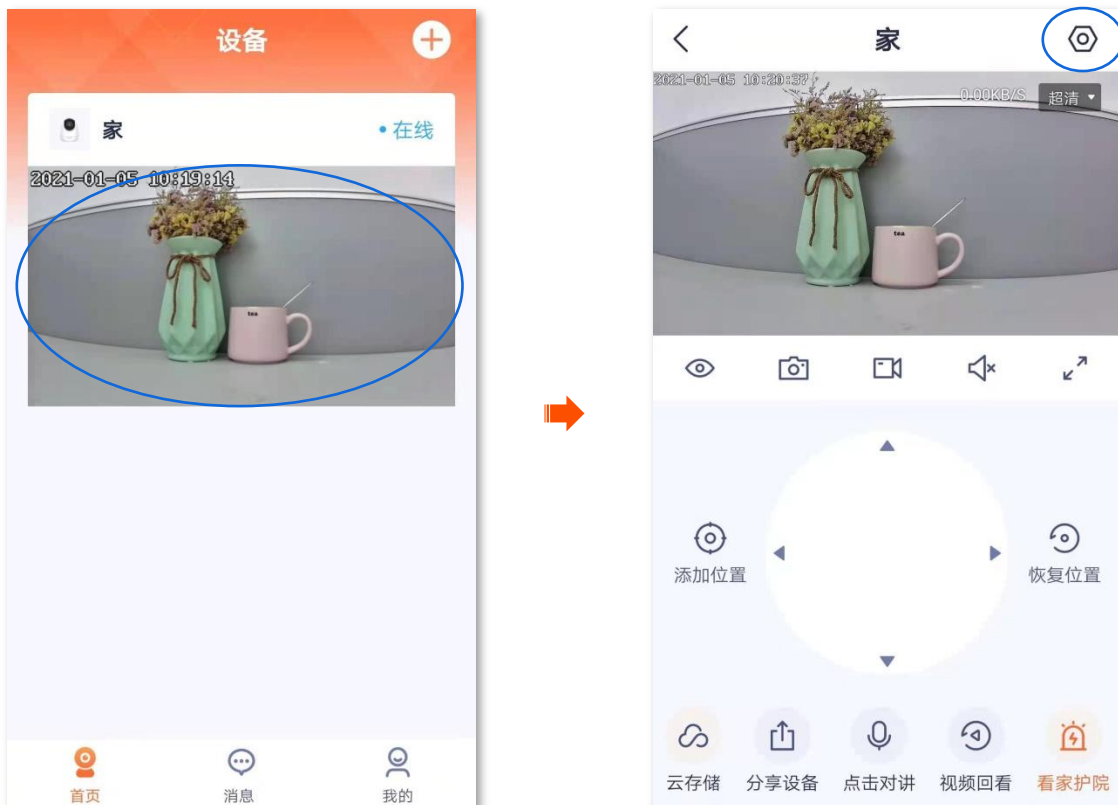 设备
家
在线
2021-01-05 10:19:14
tea
首页
消息
我的
家
2021-01-05 10:20:37
0.00KB/S
超清
tea
添加位置
恢复位置
云存储
分享设备
点击对讲
视频回看
看家护院